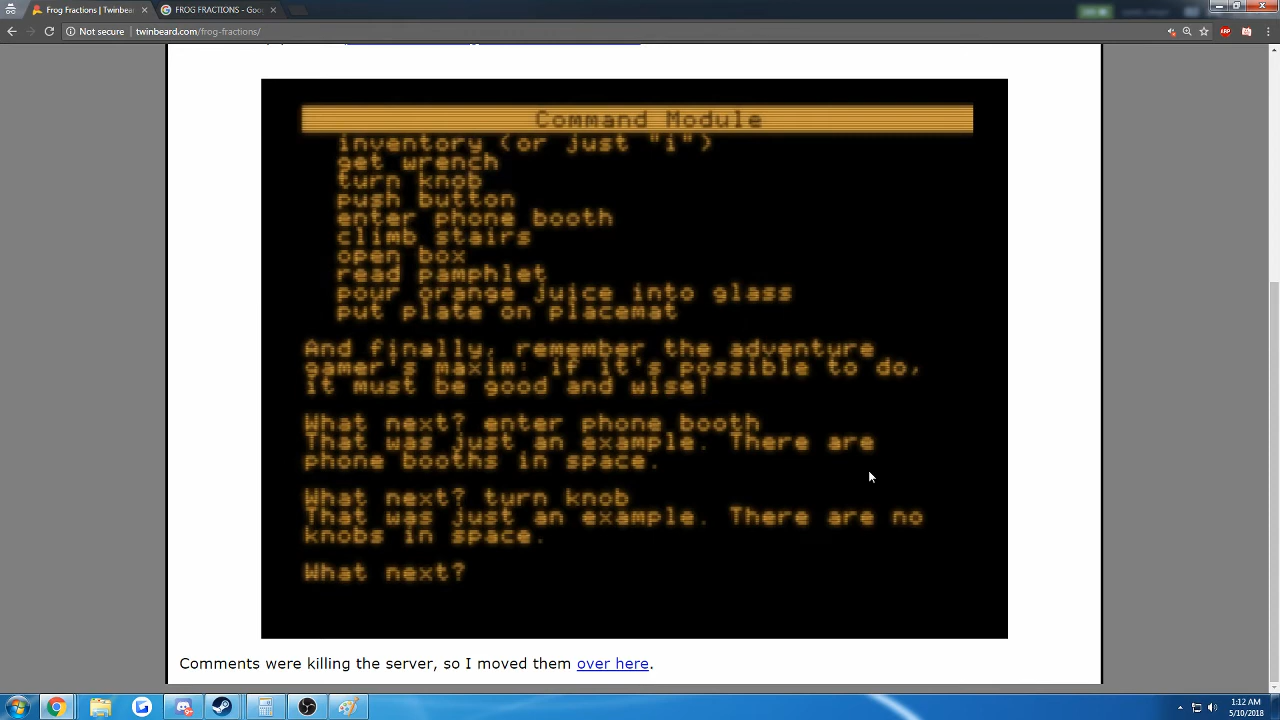 Frog Fractions | Twinbea
FROG FRACTIONS - Goo
Not secure | twinbeard.com/frog-fractions/
ABP
Command Module
inventory (or just "i")
get wrench
turn knob
push button
enter phone booth
climb stairs
open box
read pamphlet
pour orange juice into glass
put plate on placemat
And finally, remember the adventure
gamer's maxim: if it's possible to do,
it must be good and wise!
What next? enter phone booth
That was just an example. There are
phone booths in space.
What next? turn knob
That was just an example. There are no
knobs in space.
What next?
Comments were killing the server, so I moved them over here.
1:12 AM
5/10/2018